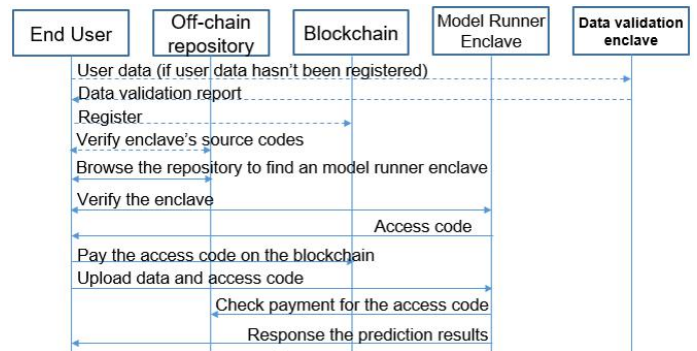 End User
Off-chain
repository
Blockchain
Model Runner
Enclave
Data validation
enclave
User data (if user data hasn't been registered)
Data validation report
Register
Verify enclave's source codes
Browse the repository to find an model runner enclave
Verify the enclave
Access code
Pay the access code on the blockchain
Upload data and access code
Check payment for the access code
Response the prediction results